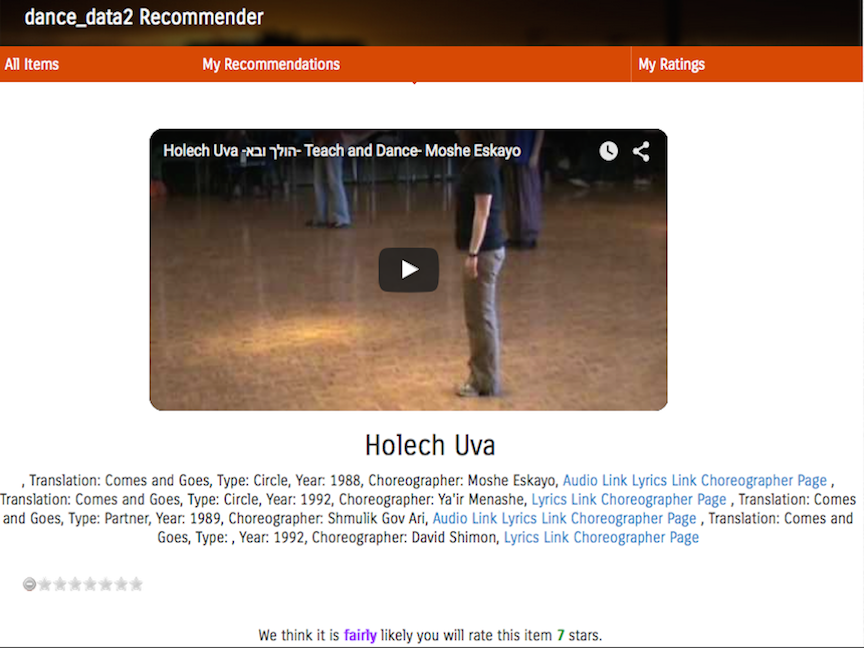 dance_data2 Recommender
All Items My Recommendations My Ratings
Holech Uva -הולך ובא- Teach and Dance- Moshe Eskayo
Holech Uva
, Translation: Comes and Goes, Type: Circle, Year: 1988, Choreographer: Moshe Eskayo, Audio Link Lyrics Link Choreographer Page ,
Translation: Comes and Goes, Type: Circle, Year: 1992, Choreographer: Ya'ir Menashe, Lyrics Link Choreographer Page , Translation: Comes
and Goes, Type: Partner, Year: 1989, Choreographer: Shmulik Gov Ari, Audio Link Lyrics Link Choreographer Page , Translation: Comes and
Goes, Type: , Year: 1992, Choreographer: David Shimon, Lyrics Link Choreographer Page
We think it is fairly likely you will rate this item 7 stars.